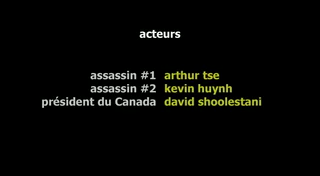 acteurs
assassin #1 arthur tse
assassin #2 kevin huynh
président du Canada david shoolestani